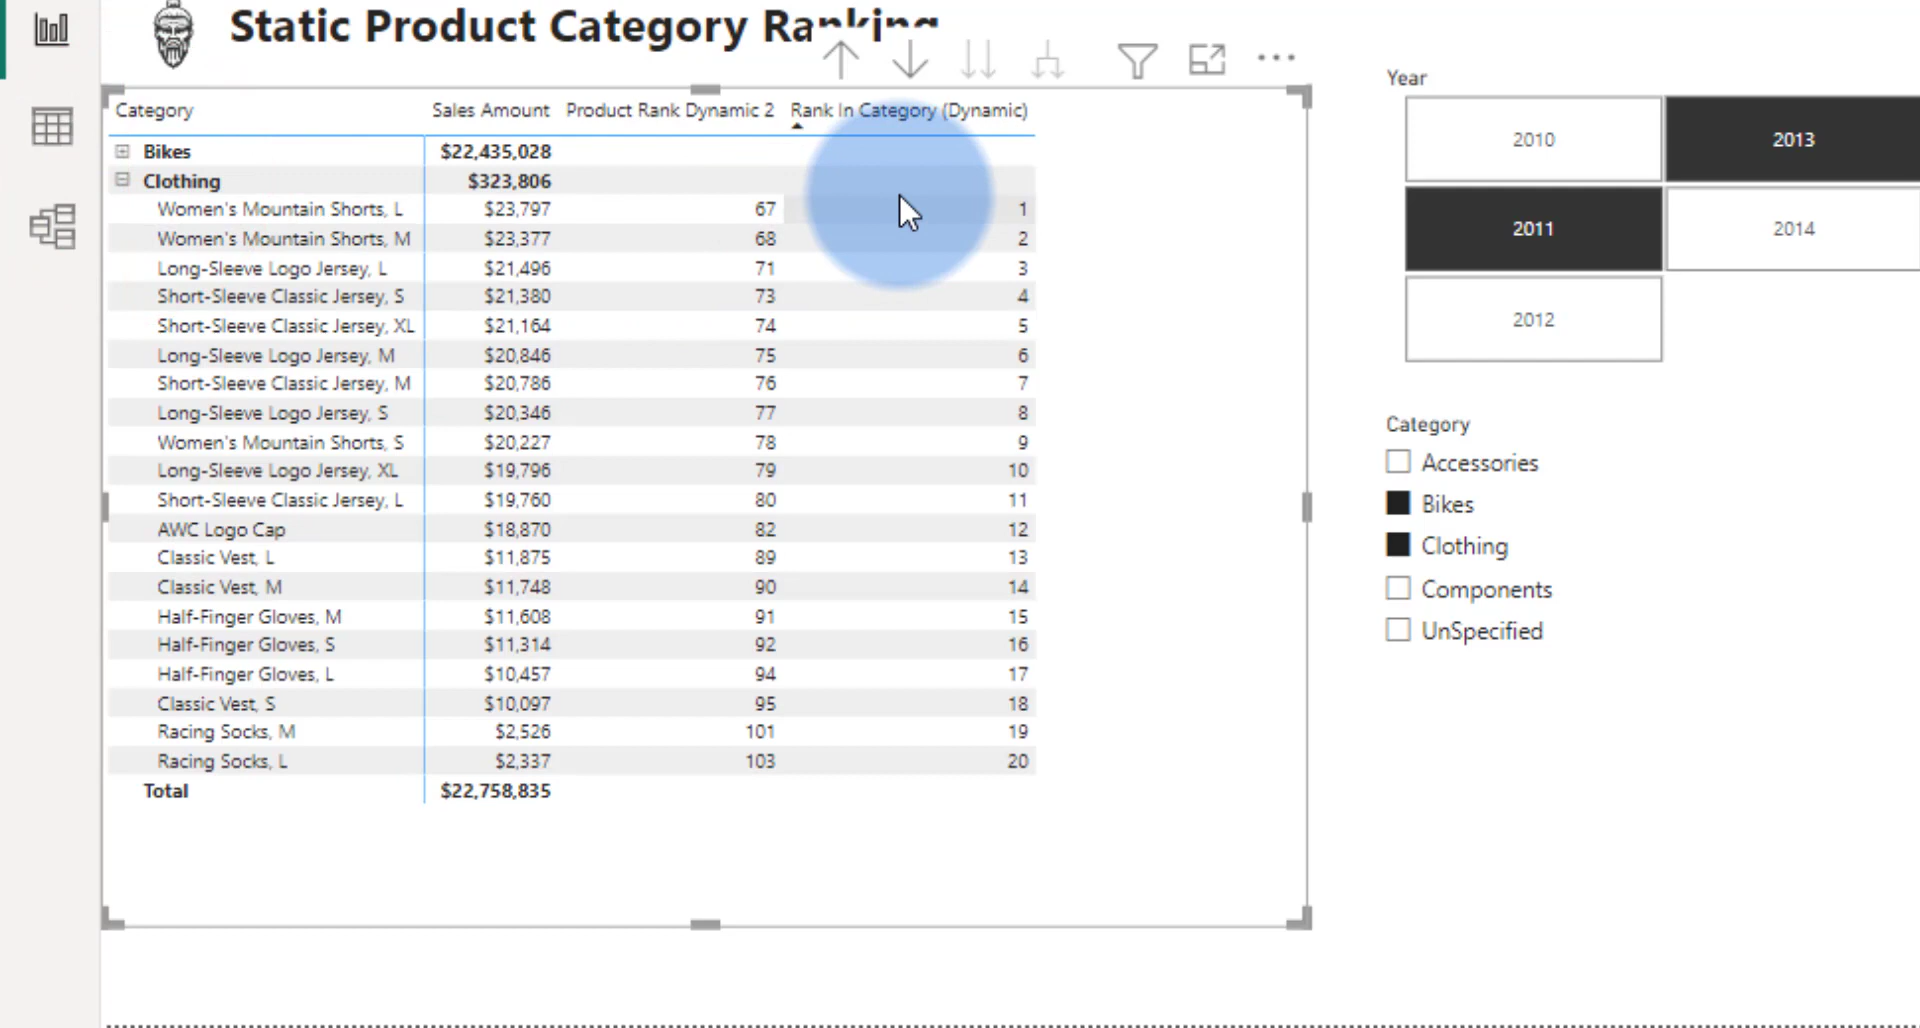 Static Product Category Ranking
Category Sales Amount Product Rank Dynamic 2 Rank In Category (Dynamic)
Bikes $22,435,028
Clothing $323,806
Women's Mountain Shorts, L $23,797 67 1
Women's Mountain Shorts, M $23,377 68 2
Long-Sleeve Logo Jersey, L $21,496 71 3
Short-Sleeve Classic Jersey, S $21,380 73 4
Short-Sleeve Classic Jersey, XL $21,164 74 5
Long-Sleeve Logo Jersey, M $20,846 75 6
Short-Sleeve Classic Jersey, M $20,786 76 7
Long-Sleeve Logo Jersey, S $20,346 77 8
Women's Mountain Shorts, S $20,227 78 9
Long-Sleeve Logo Jersey, XL $19,796 79 10
Short-Sleeve Classic Jersey, L $19,760 80 11
AWC Logo Cap $18,870 82 12
Classic Vest, L $11,875 89 13
Classic Vest, M $11,748 90 14
Half-Finger Gloves, M $11,608 91 15
Half-Finger Gloves, S $11,314 92 16
Half-Finger Gloves, L $10,457 94 17
Classic Vest, S $10,097 95 18
Racing Socks, M $2,526 101 19
Racing Socks, L $2,337 103 20
Total $22,758,835
Year
2010 2013
2011 2014
2012
Category
Accessories
Bikes
Clothing
Components
UnSpecified